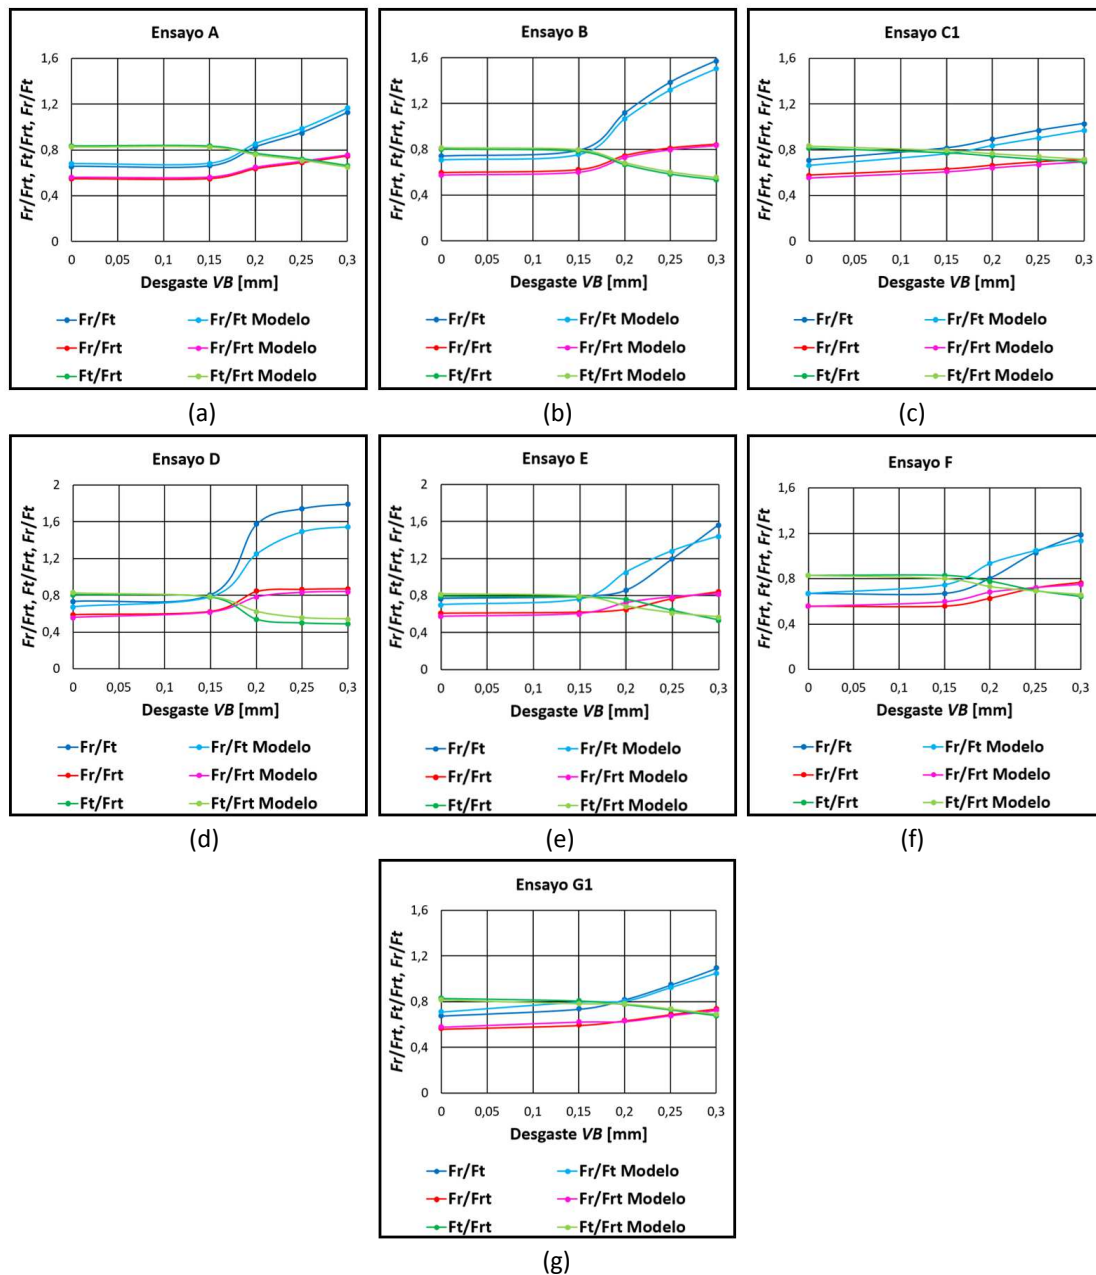 Ensayo A
Fr/Frt, Ft/Frt, Fr/Ft
1,6
1,2
0,8
0,4
0
0 0,05 0,1 0,15 0,2 0,25 0,3
Desgaste VB [mm]
Fr/Ft Fr/Ft Modelo
Fr/Frt Fr/Frt Modelo
Ft/Frt Ft/Frt Modelo
(a)
Ensayo B
Fr/Frt, Ft/Frt, Fr/Ft
1,6
1,2
0,8
0,4
0
0 0,05 0,1 0,15 0,2 0,25 0,3
Desgaste VB [mm]
Fr/Ft Fr/Ft Modelo
Fr/Frt Fr/Frt Modelo
Ft/Frt Ft/Frt Modelo
(b)
Ensayo C1
Fr/Frt, Ft/Frt, Fr/Ft
1,6
1,2
0,8
0,4
0
0 0,05 0,1 0,15 0,2 0,25 0,3
Desgaste VB [mm]
Fr/Ft Fr/Ft Modelo
Fr/Frt Fr/Frt Modelo
Ft/Frt Ft/Frt Modelo
(c)
Ensayo D
Fr/Frt, Ft/Frt, Fr/Ft
2
1,6
1,2
0,8
0,4
0
0 0,05 0,1 0,15 0,2 0,25 0,3
Desgaste VB [mm]
Fr/Ft Fr/Ft Modelo
Fr/Frt Fr/Frt Modelo
Ft/Frt Ft/Frt Modelo
(d)
Ensayo E
Fr/Frt, Ft/Frt, Fr/Ft
2
1,6
1,2
0,8
0,4
0
0 0,05 0,1 0,15 0,2 0,25 0,3
Desgaste VB [mm]
Fr/Ft Fr/Ft Modelo
Fr/Frt Fr/Frt Modelo
Ft/Frt Ft/Frt Modelo
(e)
Ensayo F
Fr/Frt, Ft/Frt, Fr/Ft
1,6
1,2
0,8
0,4
0
0 0,05 0,1 0,15 0,2 0,25 0,3
Desgaste VB [mm]
Fr/Ft Fr/Ft Modelo
Fr/Frt Fr/Frt Modelo
Ft/Frt Ft/Frt Modelo
(f)
Ensayo G1
Fr/Frt, Ft/Frt, Fr/Ft
1,6
1,2
0,8
0,4
0
0 0,05 0,1 0,15 0,2 0,25 0,3
Desgaste VB [mm]
Fr/Ft Fr/Ft Modelo
Fr/Frt Fr/Frt Modelo
Ft/Frt Ft/Frt Modelo
(g)